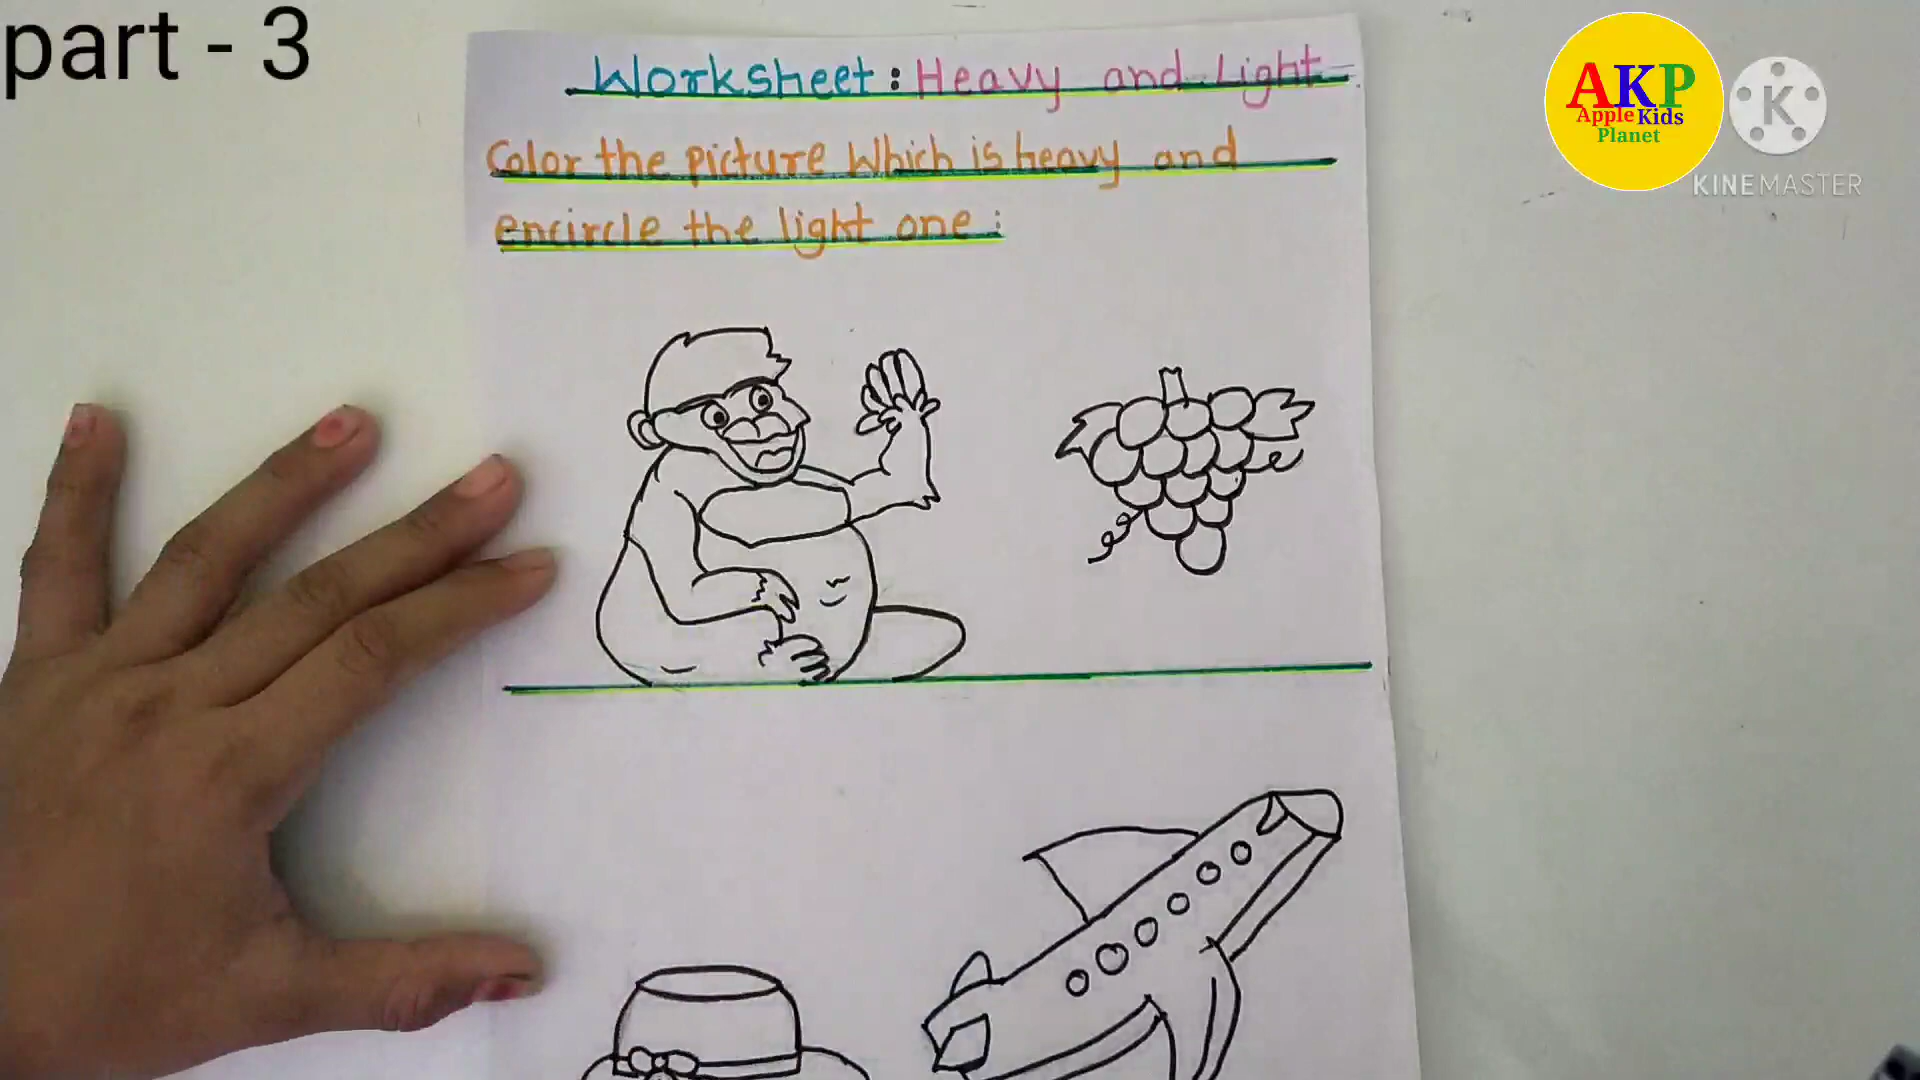 part - 3
Worksheet : Heavy and Light
Color the picture Which is heavy and
encircle the light one :
AKP
Apple Kids
Planet
K
KINEMASTER